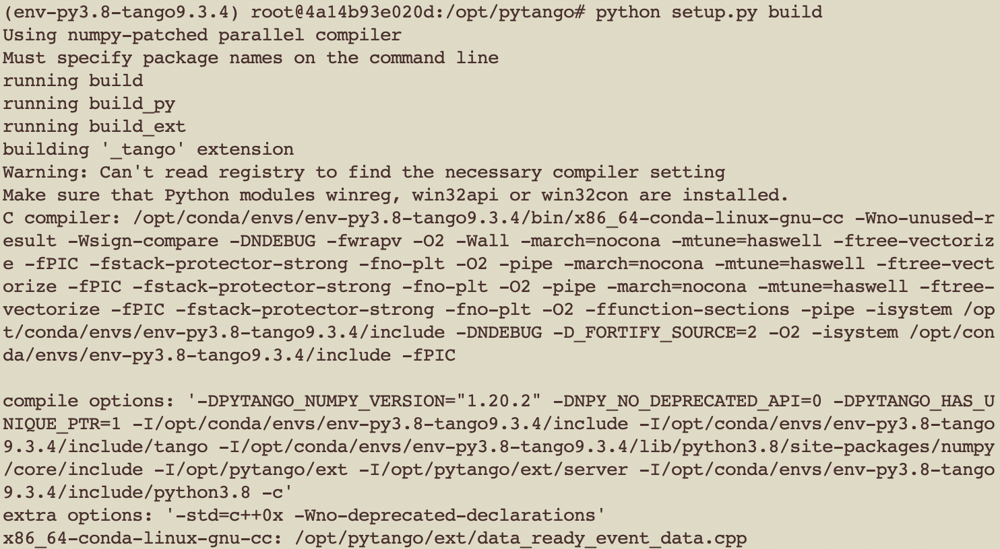 (env-py3.8-tango9.3.4) root@4a14b93e020d:/opt/pytango# python setup.py build
Using numpy-patched parallel compiler
Must specify package names on the command line
running build
running build_py
running build_ext
building '_tango' extension
Warning: Can't read registry to find the necessary compiler setting
Make sure that Python modules winreg, win32api or win32con are installed.
C compiler: /opt/conda/envs/env-py3.8-tango9.3.4/bin/x86_64-conda-linux-gnu-cc -Wno-unused-r
esult -Wsign-compare -DNDEBUG -fwrapv -O2 -Wall -march=nocona -mtune=haswell -ftree-vectoriz
e -fPIC -fstack-protector-strong -fno-plt -O2 -pipe -march=nocona -mtune=haswell -ftree-vect
orize -fPIC -fstack-protector-strong -fno-plt -O2 -pipe -march=nocona -mtune=haswell -ftree-
vectorize -fPIC -fstack-protector-strong -fno-plt -O2 -ffunction-sections -pipe -isystem /op
t/conda/envs/env-py3.8-tango9.3.4/include -DNDEBUG -D_FORTIFY_SOURCE=2 -O2 -isystem /opt/con
da/envs/env-py3.8-tango9.3.4/include -fPIC

compile options: '-DPYTANGO_NUMPY_VERSION="1.20.2" -DNPY_NO_DEPRECATED_API=0 -DPYTANGO_HAS_U
NIQUE_PTR=1 -I/opt/conda/envs/env-py3.8-tango9.3.4/include -I/opt/conda/envs/env-py3.8-tango
9.3.4/include/tango -I/opt/conda/envs/env-py3.8-tango9.3.4/lib/python3.8/site-packages/numpy
/core/include -I/opt/pytango/ext -I/opt/pytango/ext/server -I/opt/conda/envs/env-py3.8-tango
9.3.4/include/python3.8 -c'
extra options: '-std=c++0x -Wno-deprecated-declarations'
x86_64-conda-linux-gnu-cc: /opt/pytango/ext/data_ready_event_data.cpp